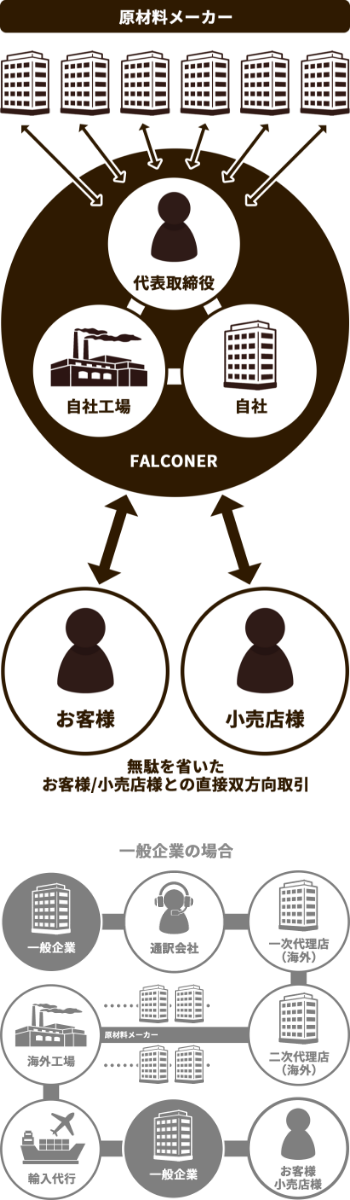 原材料メーカー
代表取締役
自社工場
自社
FALCONER
お客様
小売店様
無駄を省いた
お客様/小売店様との直接双方向取引
一般企業の場合
一般企業
通訳会社
一次代理店
（海外）
海外工場
原材料メーカー
二次代理店
（海外）
輸入代行
一般企業
お客様
小売店様